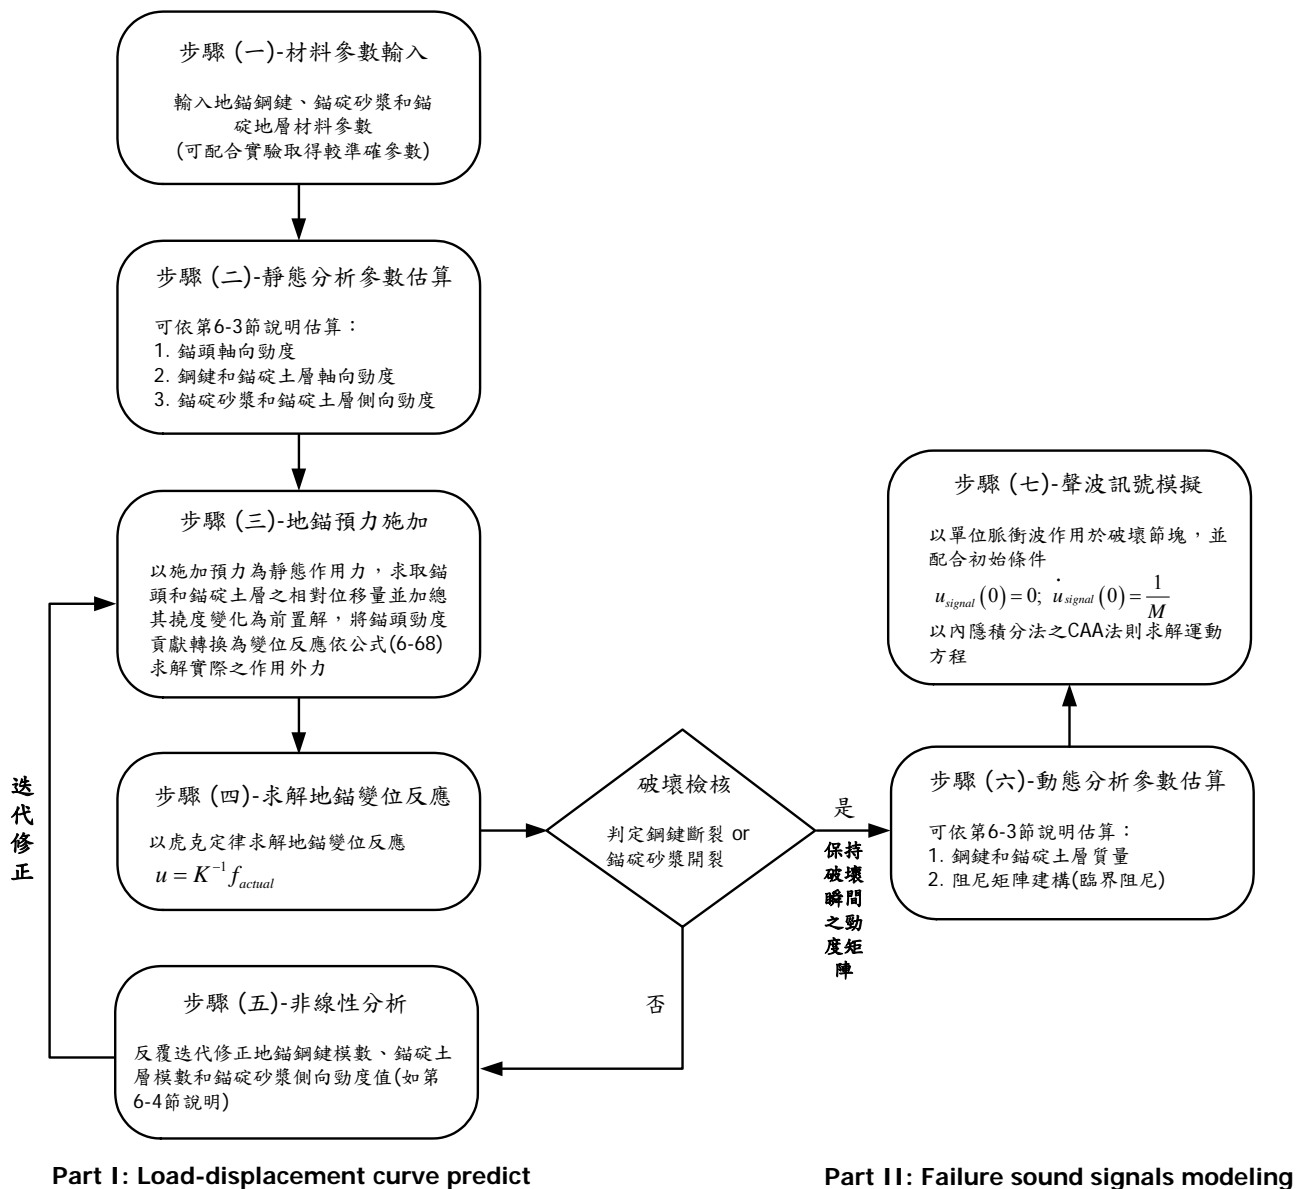 步驟 (一)-材料參數輸入
輸入地錨鋼鍵、錨碇砂漿和錨
碇地層材料參數
(可配合實驗取得較準確參數)
步驟 (二)-靜態分析參數估算
可依第6-3節說明估算：
1. 錨頭軸向勁度
2. 鋼鍵和錨碇土層軸向勁度
3. 錨碇砂漿和錨碇土層側向勁度
步驟 (三)-地錨預力施加
以施加預力為靜態作用力，求取錨
頭和錨碇土層之相對位移量並加總
其撓度變化為前置解，將錨頭勁度
貢獻轉換為變位反應依公式(6-68)
求解實際之作用外力
步驟 (四)-求解地錨變位反應
以虎克定律求解地錨變位反應
u = K⁻¹ f_actual
破壞檢核
判定鋼鍵斷裂 or
錨碇砂漿開裂
是
保持
破壞
瞬間
之勁
度矩
陣
否
步驟 (五)-非線性分析
反覆迭代修正地錨鋼鍵模數、錨碇土
層模數和錨碇砂漿側向勁度值(如第
6-4節說明)
迭
代
修
正
步驟 (六)-動態分析參數估算
可依第6-3節說明估算：
1. 鋼鍵和錨碇土層質量
2. 阻尼矩陣建構(臨界阻尼)
步驟 (七)-聲波訊號模擬
以單位脈衝波作用於破壞節塊，並
配合初始條件
u_signal (0) = 0; u̇_signal (0) = 1/M
以內隱積分法之CAA法則求解運動
方程
Part I: Load-displacement curve predict
Part II: Failure sound signals modeling